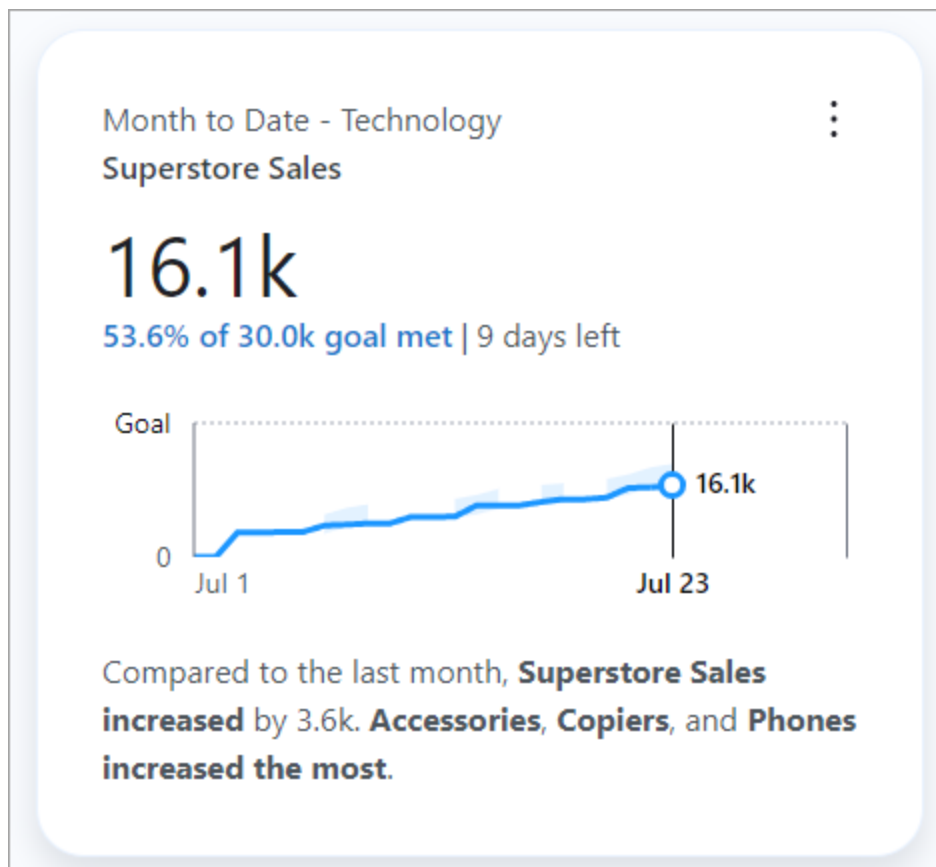 Month to Date - Technology
Superstore Sales
16.1k
53.6% of 30.0k goal met | 9 days left
Goal
16.1k
0
Jul 1
Jul 23
Compared to the last month, Superstore Sales
increased by 3.6k. Accessories, Copiers, and Phones
increased the most.